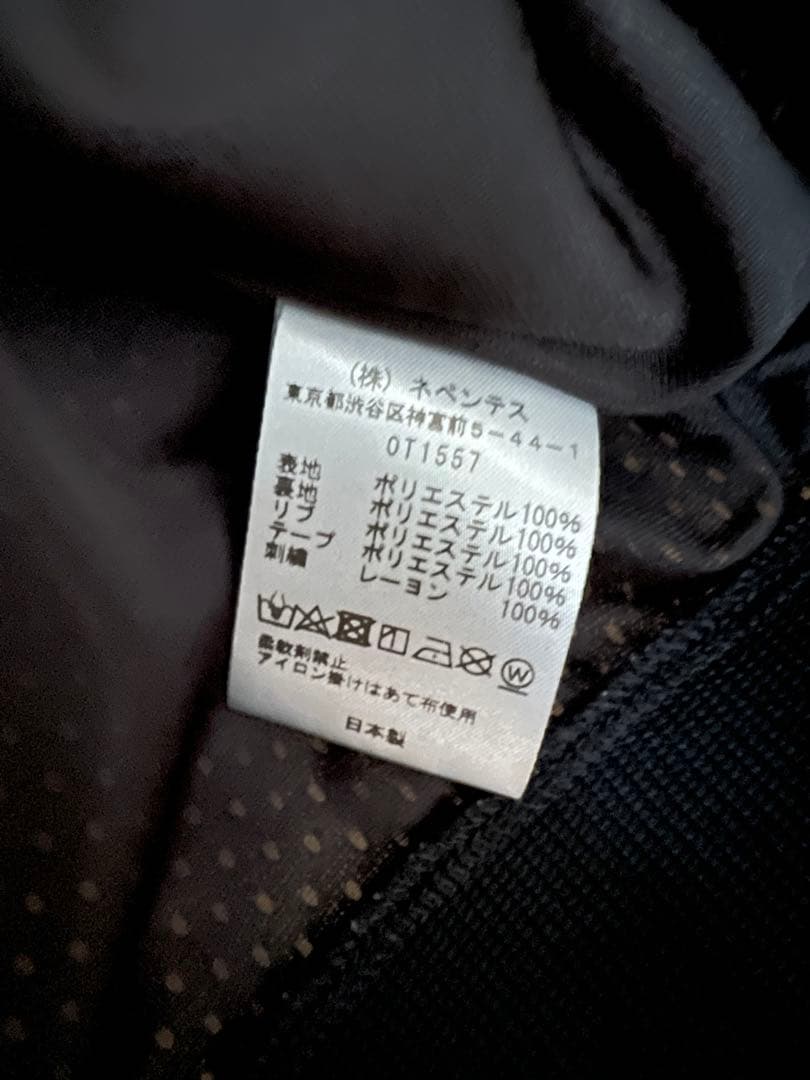 (株) ネペンテス
東京都渋谷区神宮前5-44-1
OT1557
表地 ポリエステル100%
裏地 ポリエステル100%
リブ ポリエステル100%
テープ ポリエステル100%
刺繍 レーヨン 100%
W
柔軟剤禁止
アイロン掛けはあて布使用
日本製